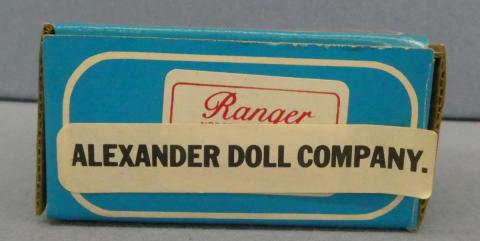 Ranger
ALEXANDER DOLL COMPANY.